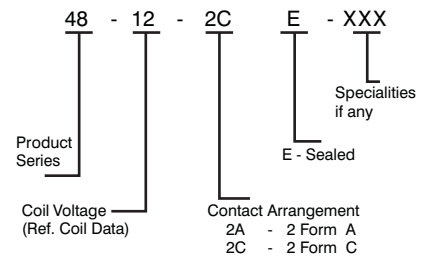 48 - 12 - 2C E - XXX
Specialities
if any
Product
Series
E - Sealed
Coil Voltage
(Ref. Coil Data)
Contact Arrangement
2A - 2 Form A
2C - 2 Form C